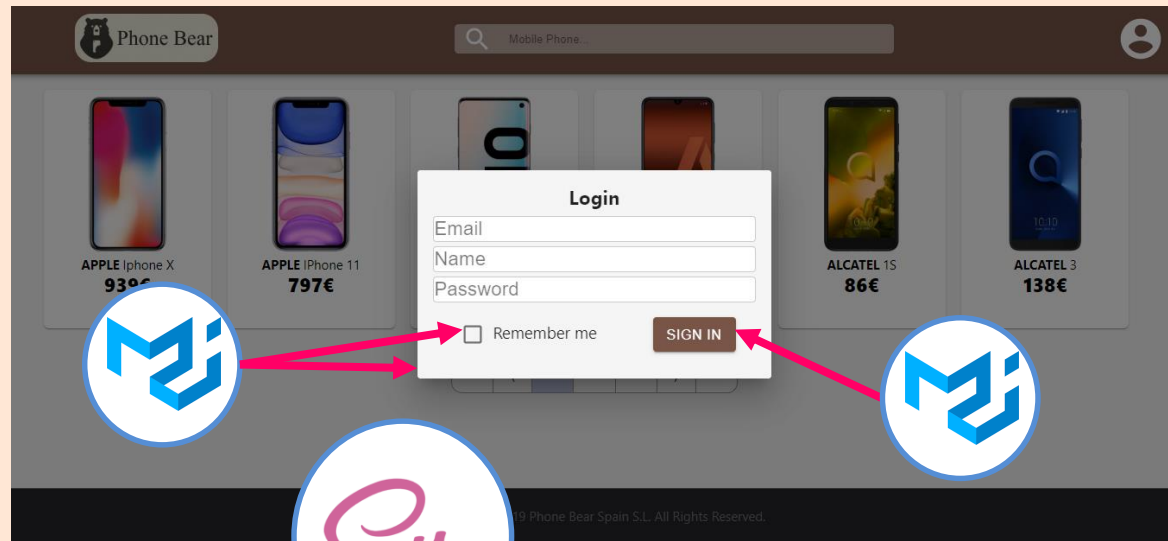 Phone Bear
Mobile Phone...
APPLE Iphone X
939€
APPLE IPhone 11
797€
ALCATEL 1S
86€
ALCATEL 3
138€
Login
Email
Name
Password
Remember me
SIGN IN
19 Phone Bear Spain S.L. All Rights Reserved.